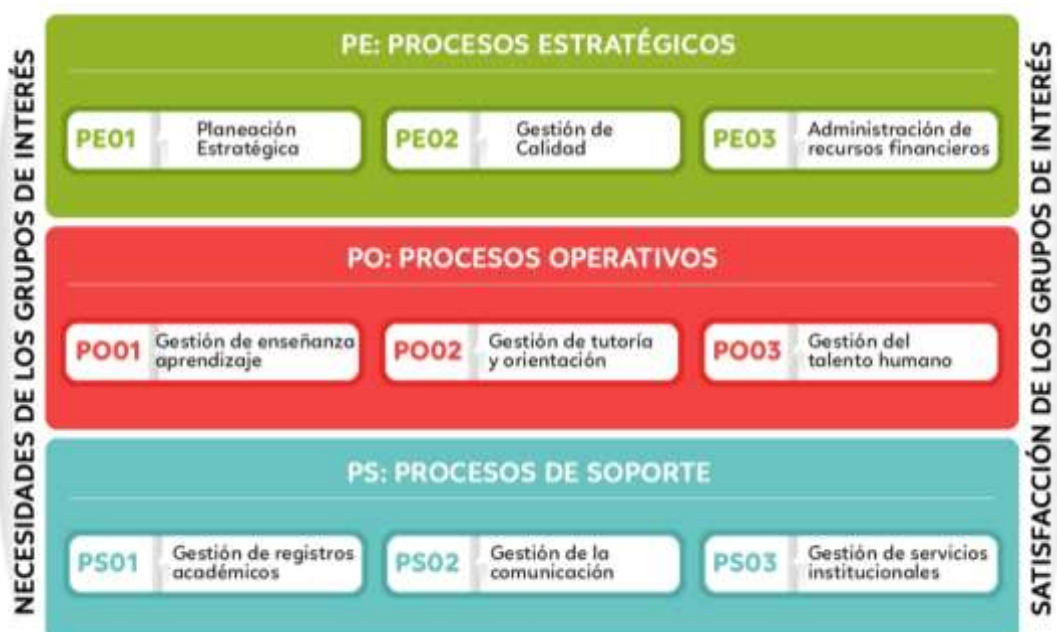 NECESIDADES DE LOS GRUPOS DE INTERÉS
PE: PROCESOS ESTRATÉGICOS
PE01
Planeación
Estratégica
PE02
Gestión de
Calidad
PE03
Administración de
recursos financieros
PO: PROCESOS OPERATIVOS
PO01
Gestión de enseñanza
aprendizaje
PO02
Gestión de tutoría
y orientación
PO03
Gestión del
talento humano
PS: PROCESOS DE SOPORTE
PS01
Gestión de registros
académicos
PS02
Gestión de la
comunicación
PS03
Gestión de servicios
institucionales
SATISFACCIÓN DE LOS GRUPOS DE INTERÉS